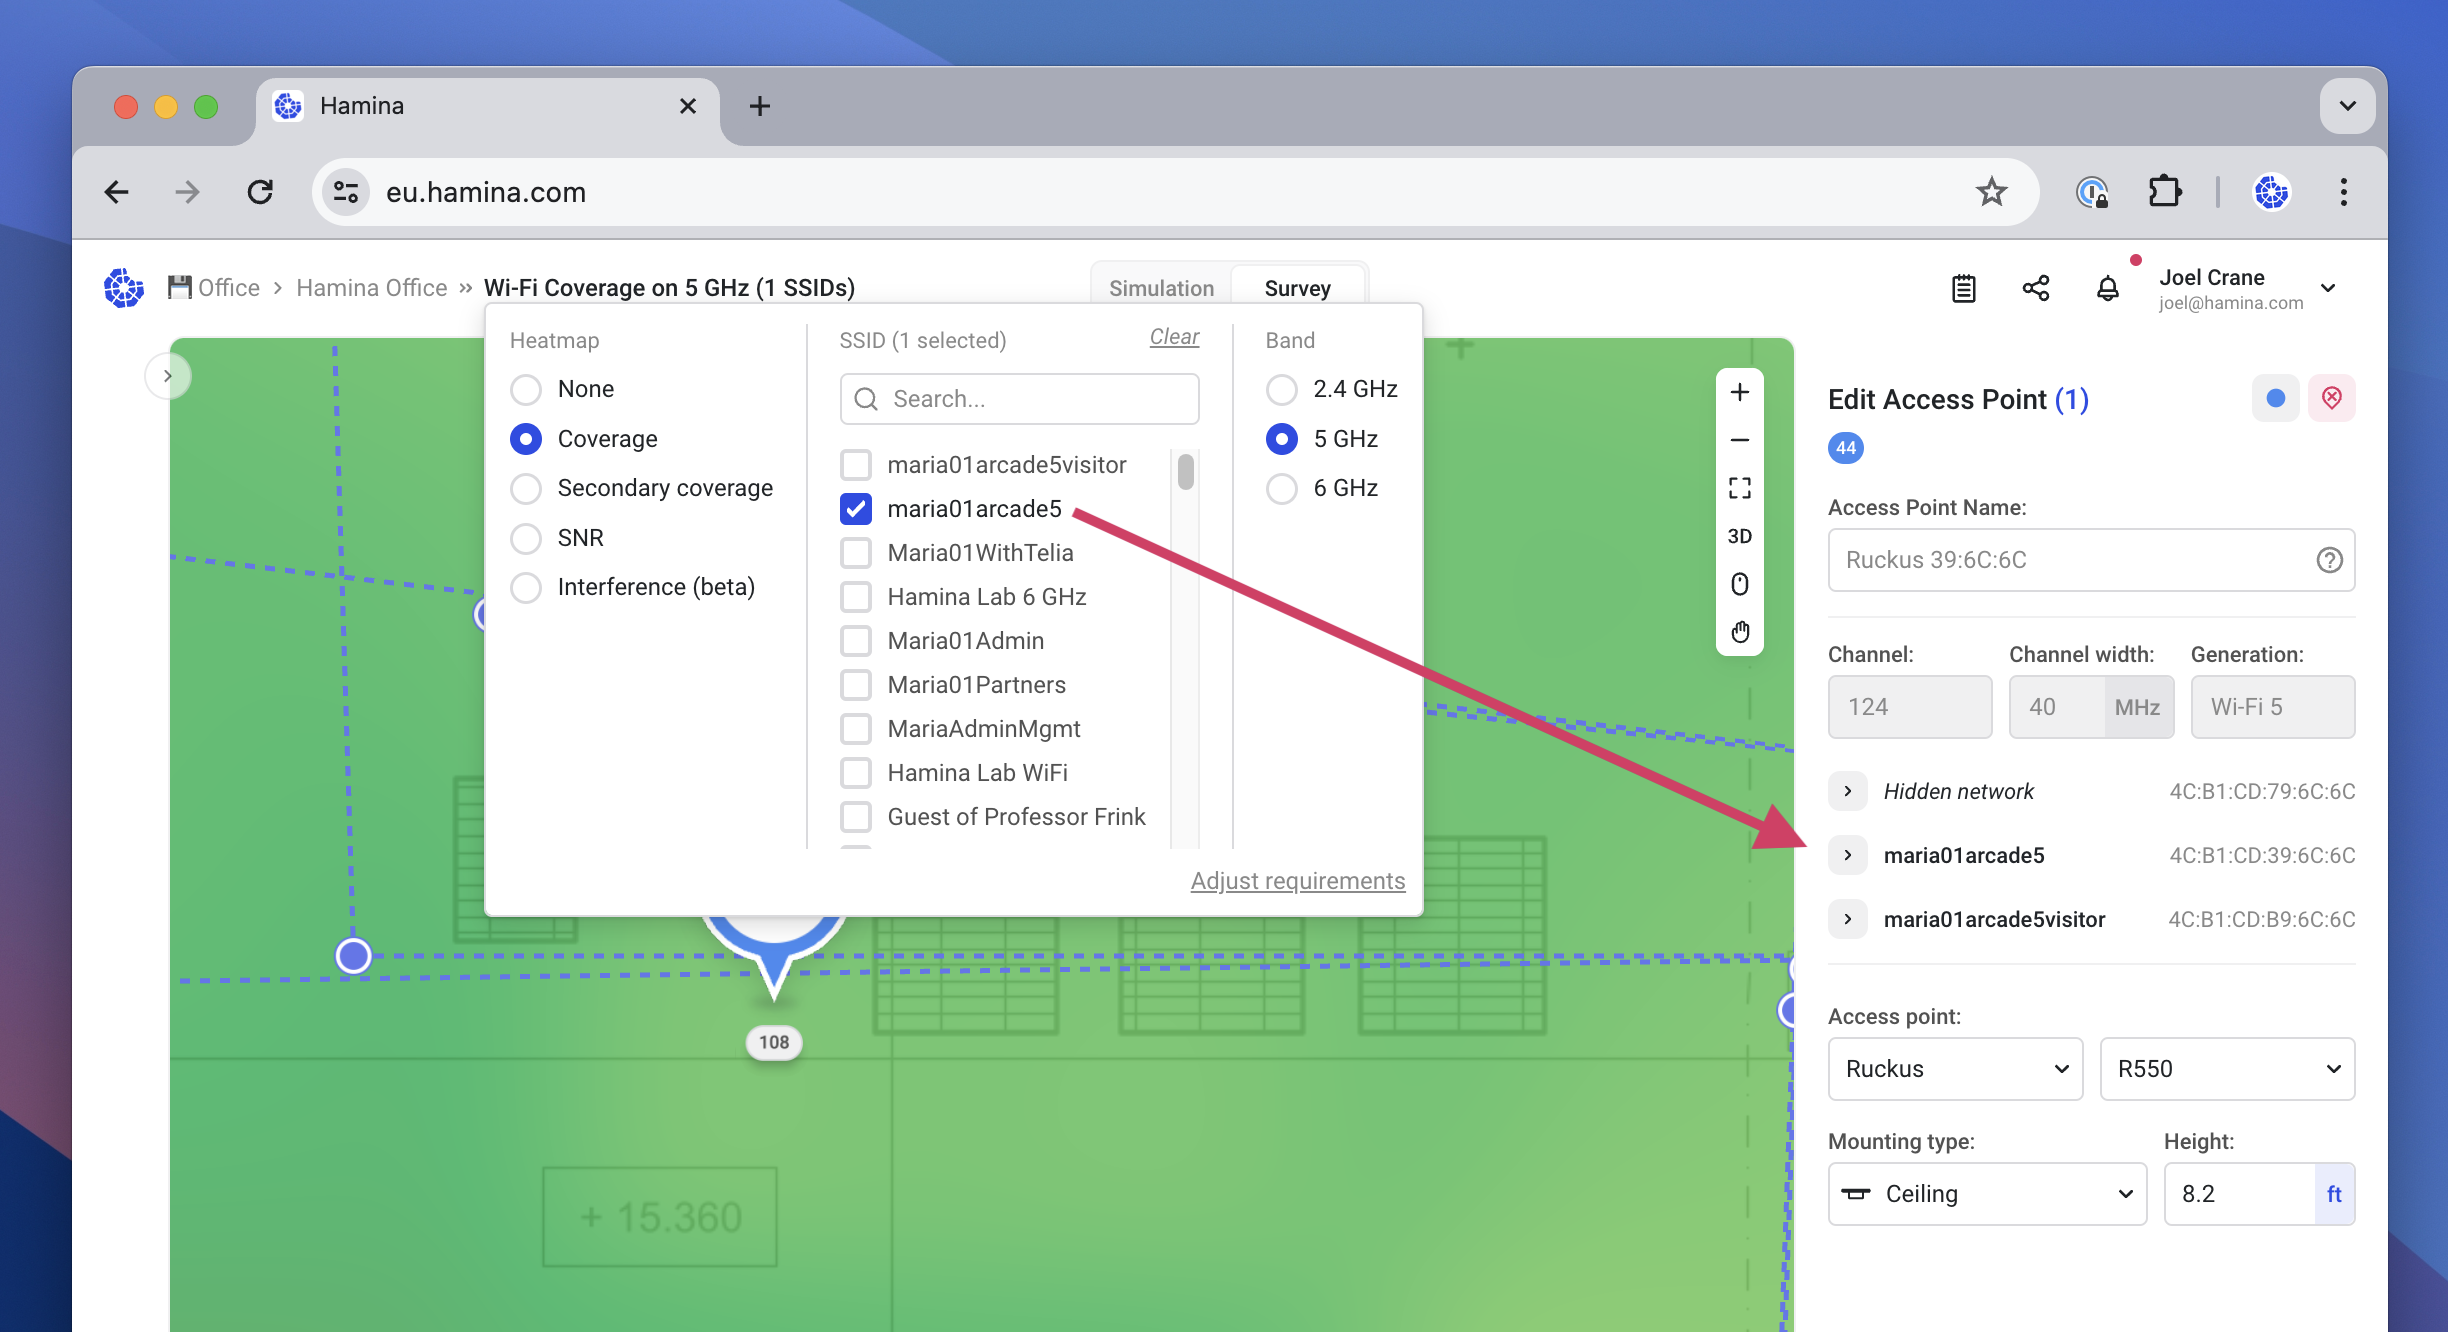 Hamina
eu.hamina.com
Office › Hamina Office » Wi-Fi Coverage on 5 GHz (1 SSIDs)
Simulation
Survey
Joel Crane
joel@hamina.com
Heatmap
None
Coverage
Secondary coverage
SNR
Interference (beta)
SSID (1 selected)
Clear
Search...
maria01arcade5visitor
maria01arcade5
Maria01WithTelia
Hamina Lab 6 GHz
Maria01Admin
Maria01Partners
MariaAdminMgmt
Hamina Lab WiFi
Guest of Professor Frink
Band
2.4 GHz
5 GHz
6 GHz
Adjust requirements
3D
108
+ 15.360
Edit Access Point (1)
44
Access Point Name:
Ruckus 39:6C:6C
Channel:
Channel width:
Generation:
124
40 MHz
Wi-Fi 5
Hidden network 4C:B1:CD:79:6C:6C
maria01arcade5 4C:B1:CD:39:6C:6C
maria01arcade5visitor 4C:B1:CD:B9:6C:6C
Access point:
Ruckus
R550
Mounting type:
Height:
Ceiling
8.2 ft